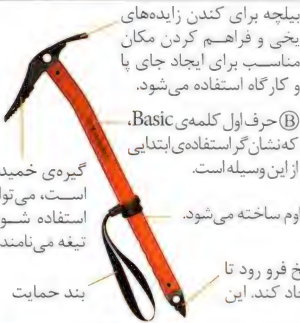 بیلچه برای کندن زایده‌های
یخی و فراهم کردن مکان
مناسب برای ایجاد جای پا
و کارگاه استفاده می‌شود.
Ⓑ حرف اول کلمه‌ی Basic،
که نشان‌گر استفاده‌ی ابتدایی
از این وسیله است.
گیره‌ی خمید
است، می‌توا
استفاده شو
تیغه می‌نامند
اوم ساخته می‌شود.
خ فرو رود تا
اد کند. این
بند حمایت